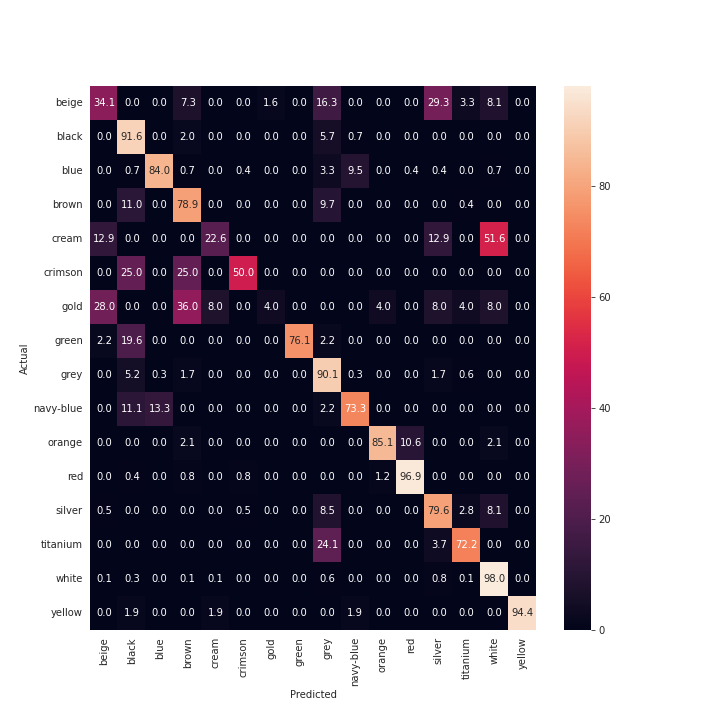 beige 34.1 0.0 0.0 7.3 0.0 0.0 1.6 0.0 16.3 0.0 0.0 0.0 29.3 3.3 8.1 0.0
black 0.0 91.6 0.0 2.0 0.0 0.0 0.0 0.0 5.7 0.7 0.0 0.0 0.0 0.0 0.0 0.0
blue 0.0 0.7 84.0 0.7 0.0 0.4 0.0 0.0 3.3 9.5 0.0 0.4 0.4 0.0 0.7 0.0
80
brown 0.0 11.0 0.0 78.9 0.0 0.0 0.0 0.0 9.7 0.0 0.0 0.0 0.0 0.4 0.0 0.0
cream 12.9 0.0 0.0 0.0 22.6 0.0 0.0 0.0 0.0 0.0 0.0 0.0 12.9 0.0 51.6 0.0
crimson 0.0 25.0 0.0 25.0 0.0 50.0 0.0 0.0 0.0 0.0 0.0 0.0 0.0 0.0 0.0 0.0
60
gold 28.0 0.0 0.0 36.0 8.0 0.0 4.0 0.0 0.0 0.0 4.0 0.0 8.0 4.0 8.0 0.0
green 2.2 19.6 0.0 0.0 0.0 0.0 0.0 76.1 2.2 0.0 0.0 0.0 0.0 0.0 0.0 0.0
Actual
grey 0.0 5.2 0.3 1.7 0.0 0.0 0.0 0.0 90.1 0.3 0.0 0.0 1.7 0.6 0.0 0.0
navy-blue 0.0 11.1 13.3 0.0 0.0 0.0 0.0 0.0 2.2 73.3 0.0 0.0 0.0 0.0 0.0 0.0
40
orange 0.0 0.0 0.0 2.1 0.0 0.0 0.0 0.0 0.0 0.0 85.1 10.6 0.0 0.0 2.1 0.0
red 0.0 0.4 0.0 0.8 0.0 0.8 0.0 0.0 0.0 0.0 1.2 96.9 0.0 0.0 0.0 0.0
silver 0.5 0.0 0.0 0.0 0.0 0.5 0.0 0.0 8.5 0.0 0.0 0.0 79.6 2.8 8.1 0.0
20
titanium 0.0 0.0 0.0 0.0 0.0 0.0 0.0 0.0 24.1 0.0 0.0 0.0 3.7 72.2 0.0 0.0
white 0.1 0.3 0.0 0.1 0.1 0.0 0.0 0.0 0.6 0.0 0.0 0.0 0.8 0.1 98.0 0.0
yellow 0.0 1.9 0.0 0.0 1.9 0.0 0.0 0.0 0.0 1.9 0.0 0.0 0.0 0.0 0.0 94.4
0
beige black blue brown cream crimson gold green grey navy-blue orange red silver titanium white yellow
Predicted